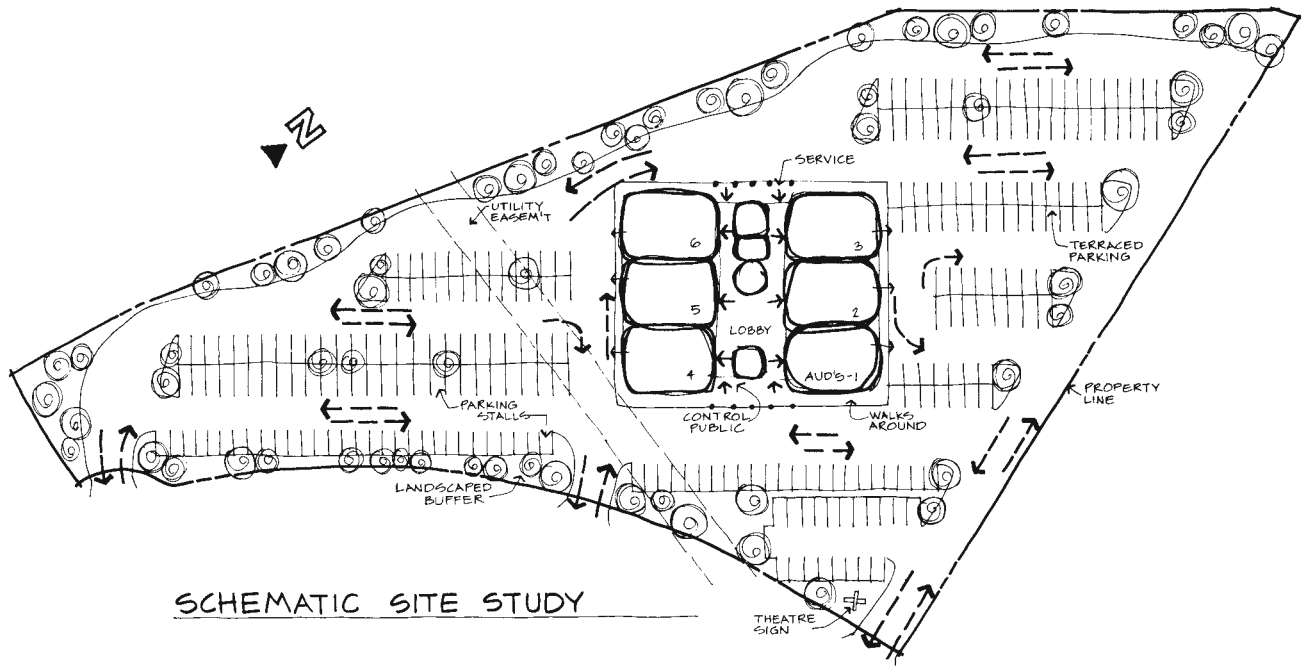 N
SERVICE
UTILITY
EASEM'T
6
3
TERRACED
PARKING
5
2
LOBBY
4
AUD'S-1
PROPERTY
LINE
PARKING
STALLS
CONTROL
PUBLIC
WALKS
AROUND
LANDSCAPED
BUFFER
SCHEMATIC SITE STUDY
THEATRE
SIGN